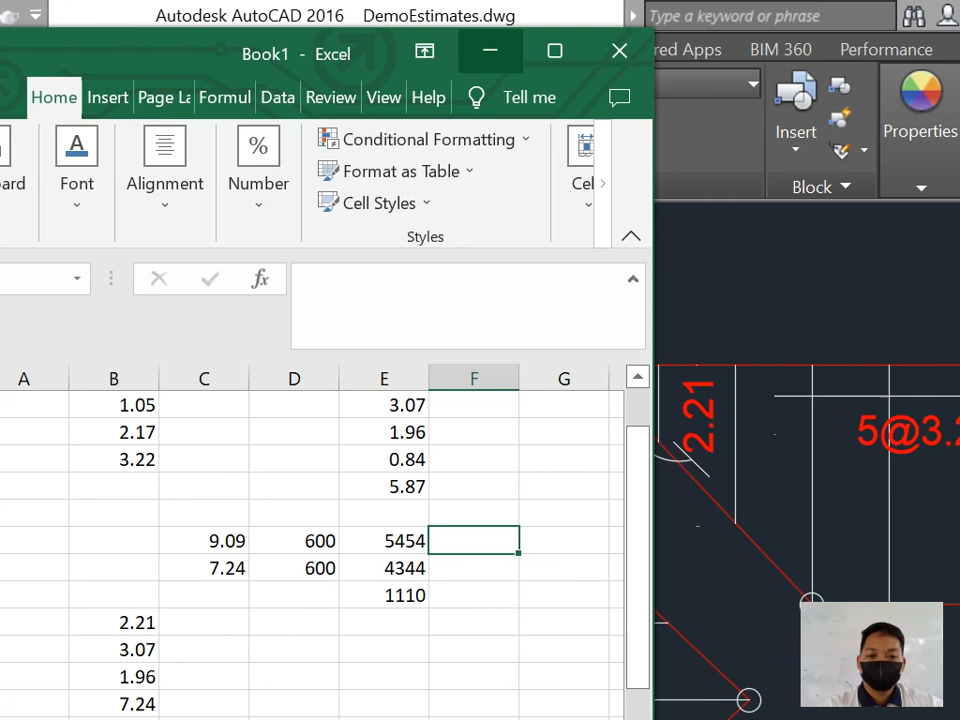 Autodesk AutoCAD 2016 DemoEstimates.dwg
Type a keyword or phrase
Book1 - Excel
red Apps BIM 360 Performance
Home Insert Page La Formul Data Review View Help Tell me
Font
Alignment
%
Number
Conditional Formatting
Format as Table
Cell Styles
Styles
Cel
ard
Insert
Block
Properties
fx
A B C D E F G
1.05 3.07
2.17 1.96
3.22 0.84
5.87
9.09 600 5454
7.24 600 4344
1110
2.21
3.07
1.96
7.24
2.21
5@3.2